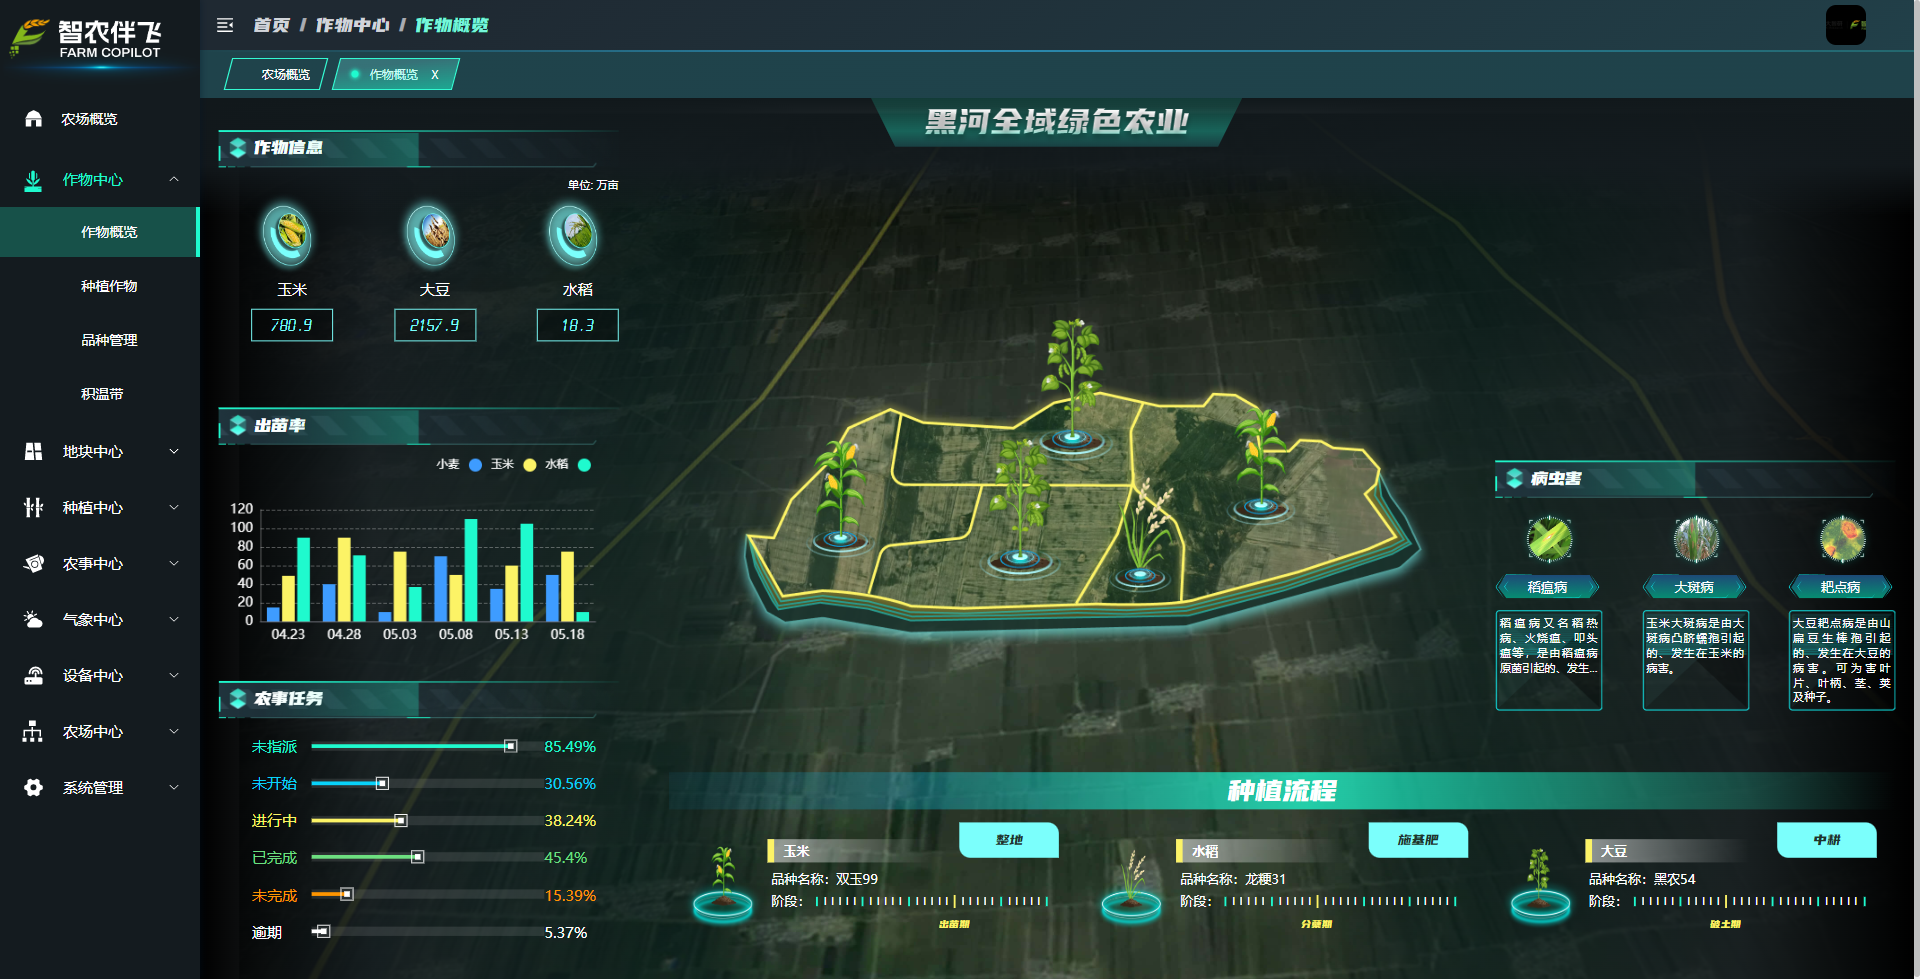 智农伴飞
FARM COPILOT
首页 / 作物中心 / 作物概览
农场概览
作物概览 X
农场概览
作物中心
作物概览
种植作物
品种管理
积温带
地块中心
种植中心
农事中心
气象中心
设备中心
农场中心
系统管理
黑河全域绿色农业
作物信息
单位: 万亩
玉米 大豆 水稻
780.9 2157.9 18.3
出苗率
小麦 玉米 水稻
120
100
80
60
40
20
0
04.23 04.28 05.03 05.08 05.13 05.18
农事任务
未指派 85.49%
未开始 30.56%
进行中 38.24%
已完成 45.4%
未完成 15.39%
逾期 5.37%
病虫害
稻瘟病
稻瘟病又名稻热
病、火烧瘟、叩头
瘟等，是由稻瘟病
原菌引起的、发生...
大斑病
玉米大斑病是由大
斑病凸脐蠕孢引起
的、发生在玉米的
病害。
耙点病
大豆耙点病是由山
扁豆生棒孢引起
的、发生在大豆的
病害。可为害叶
片、叶柄、茎、荚
及种子。
种植流程
玉米
整地
品种名称：双玉99
阶段：
出苗期
水稻
施基肥
品种名称：龙粳31
阶段：
分蘖期
大豆
中耕
品种名称：黑农54
阶段：
破土期